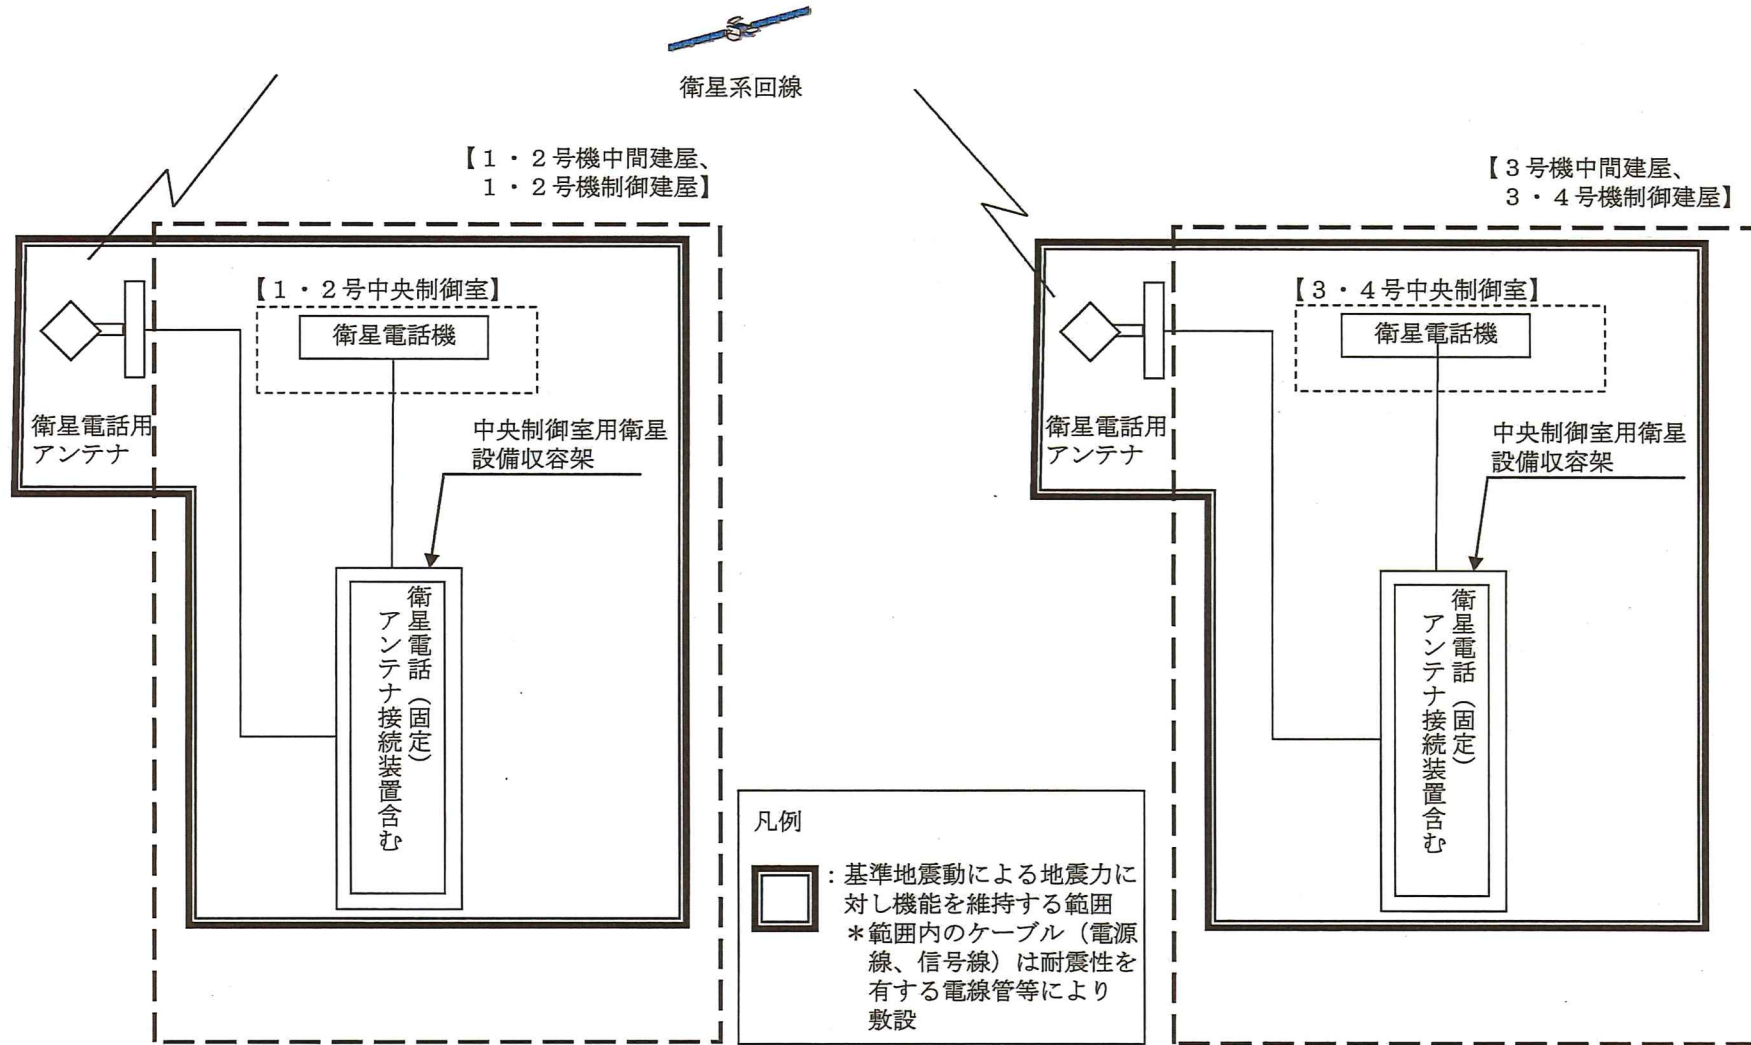 衛星系回線
【１・２号機中間建屋、
１・２号機制御建屋】
【１・２号中央制御室】
衛星電話機
衛星電話用
アンテナ
中央制御室用衛星
設備収容架
衛星電話（固定）
アンテナ接続装置含む
【３号機中間建屋、
３・４号機制御建屋】
【３・４号中央制御室】
衛星電話機
衛星電話用
アンテナ
中央制御室用衛星
設備収容架
衛星電話（固定）
アンテナ接続装置含む
凡例
：基準地震動による地震力に
対し機能を維持する範囲
＊範囲内のケーブル（電源
線、信号線）は耐震性を
有する電線管等により
敷設